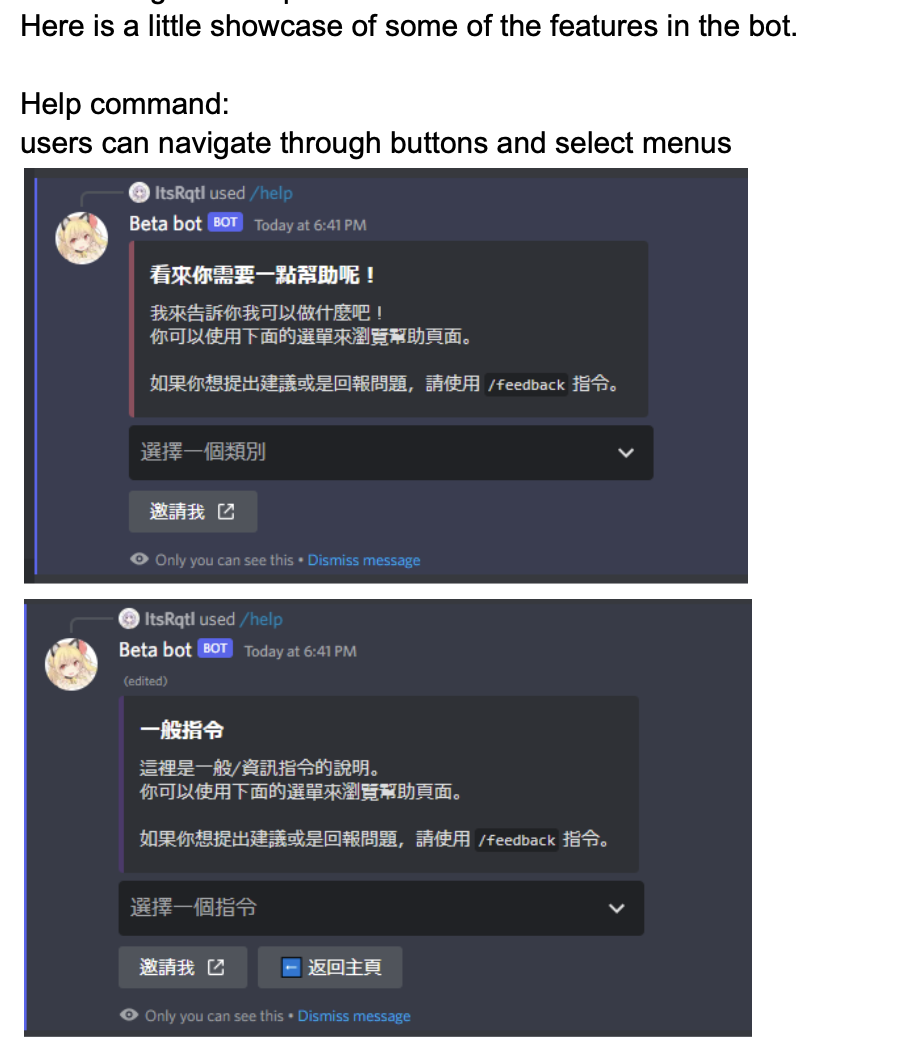 Here is a little showcase of some of the features in the bot.
Help command:
users can navigate through buttons and select menus
ItsRqtl used /help
Beta bot BOT Today at 6:41 PM
看來你需要一點幫助呢！
我來告訴你我可以做什麼吧！
你可以使用下面的選單來瀏覽幫助頁面。
如果你想提出建議或是回報問題，請使用 /feedback 指令。
選擇一個類別
邀請我
Only you can see this • Dismiss message
ItsRqtl used /help
Beta bot BOT Today at 6:41 PM
(edited)
一般指令
這裡是一般/資訊指令的說明。
你可以使用下面的選單來瀏覽幫助頁面。
如果你想提出建議或是回報問題，請使用 /feedback 指令。
選擇一個指令
邀請我 返回主頁
Only you can see this • Dismiss message